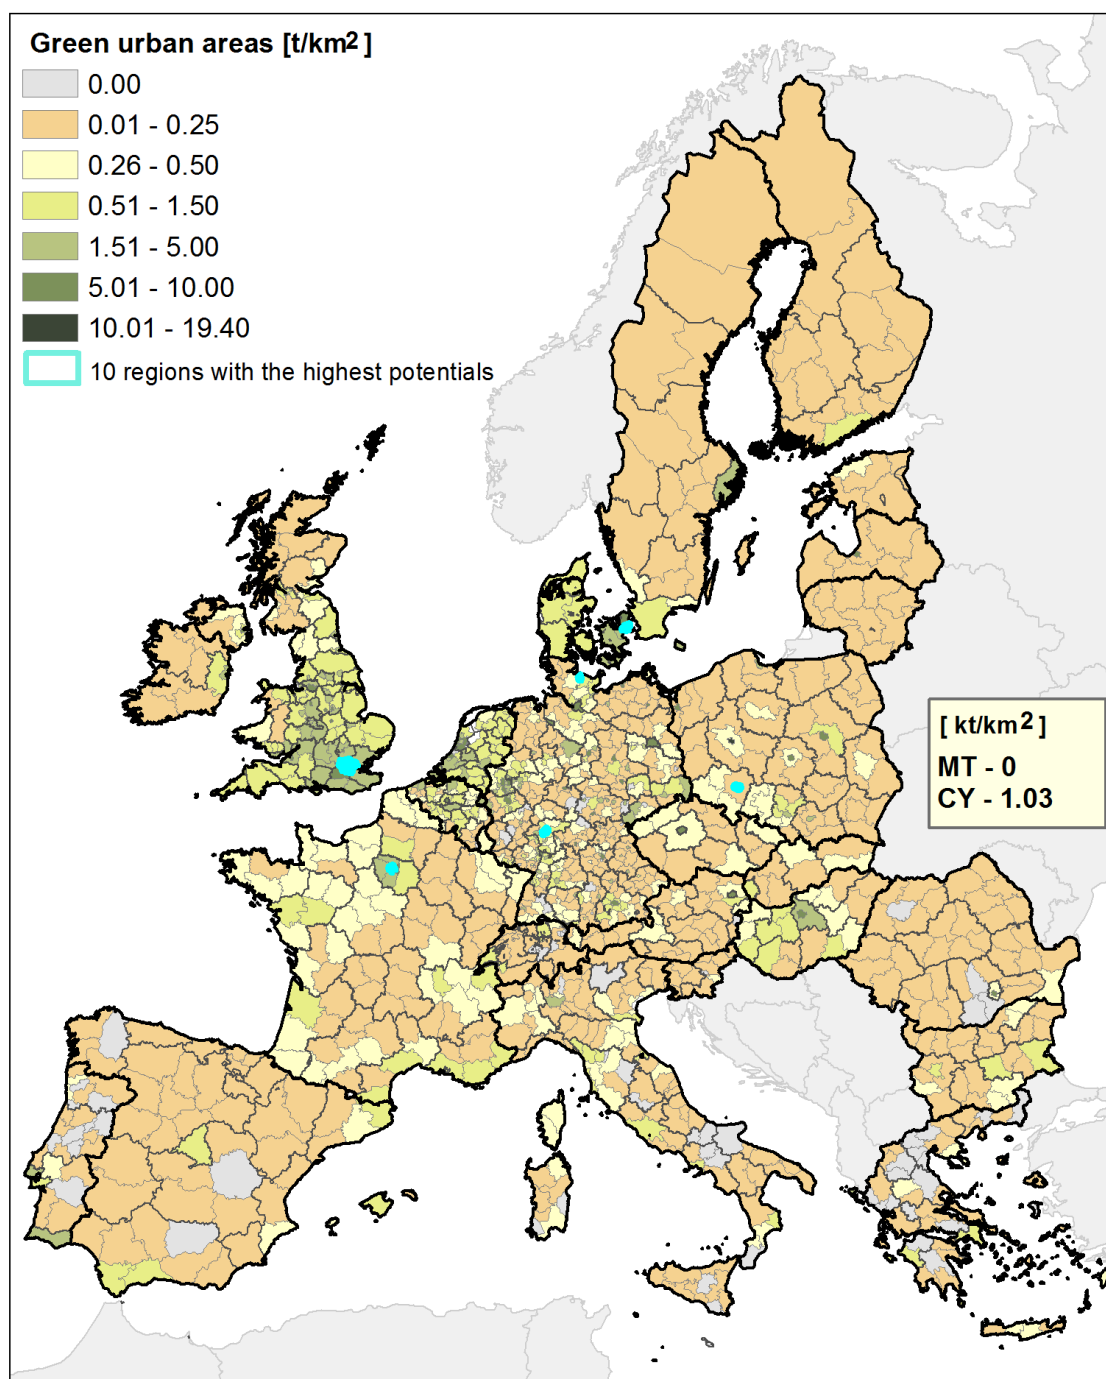 Green urban areas [t/km2 ]
0.00
0.01 - 0.25
0.26 - 0.50
0.51 - 1.50
1.51 - 5.00
5.01 - 10.00
10.01 - 19.40
10 regions with the highest potentials
[ kt/km2 ]
MT - 0
CY - 1.03